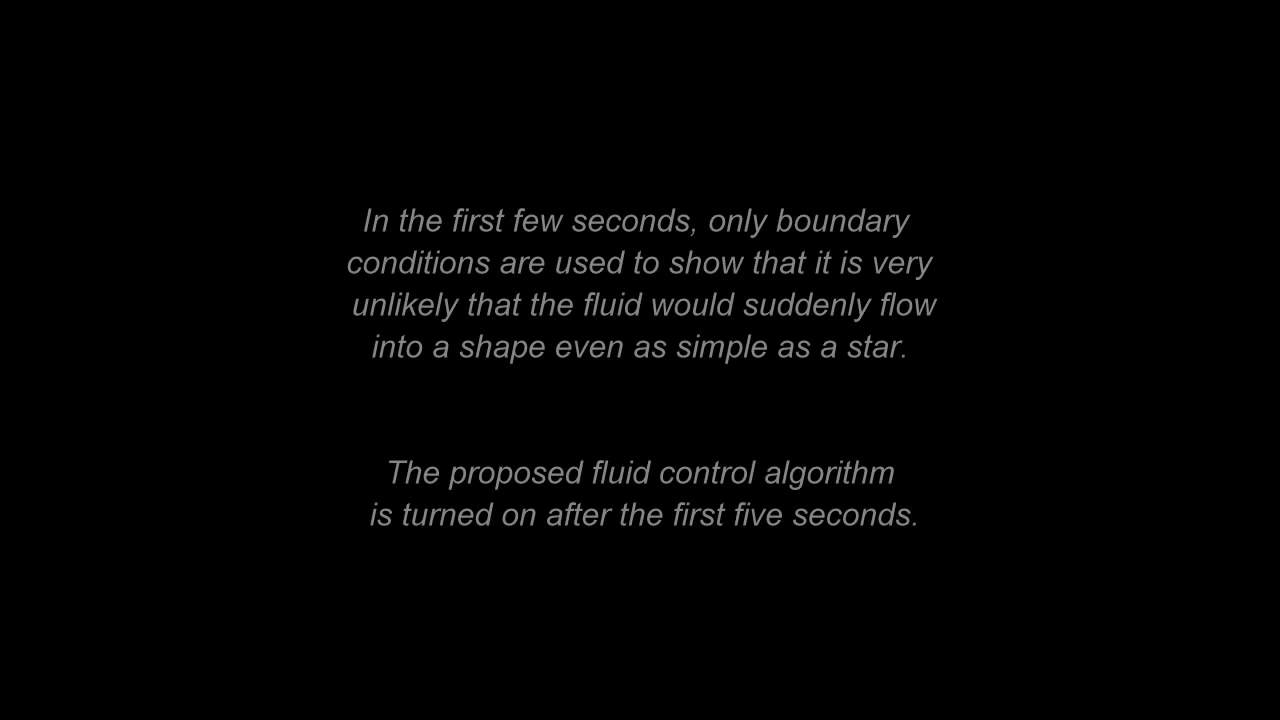 In the first few seconds, only boundary
conditions are used to show that it is very
unlikely that the fluid would suddenly flow
into a shape even as simple as a star.
The proposed fluid control algorithm
is turned on after the first five seconds.